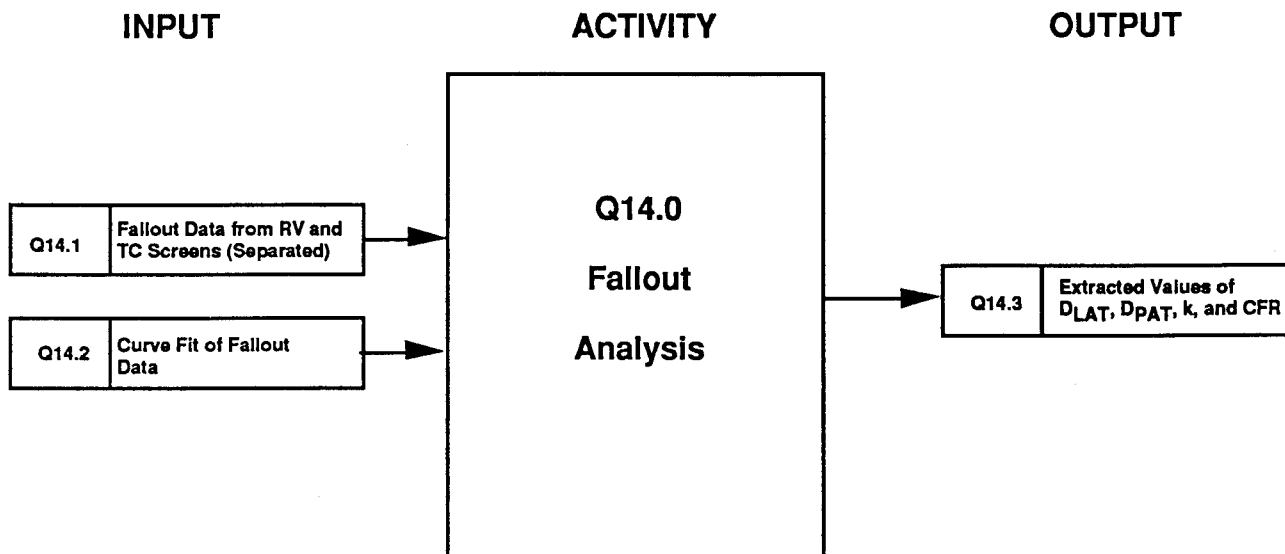 INPUT
ACTIVITY
OUTPUT
Q14.1
Fallout Data from RV and
TC Screens (Separated)
Q14.2
Curve Fit of Fallout
Data
Q14.0
Fallout
Analysis
Q14.3
Extracted Values of
DLAT, DPAT, k, and CFR